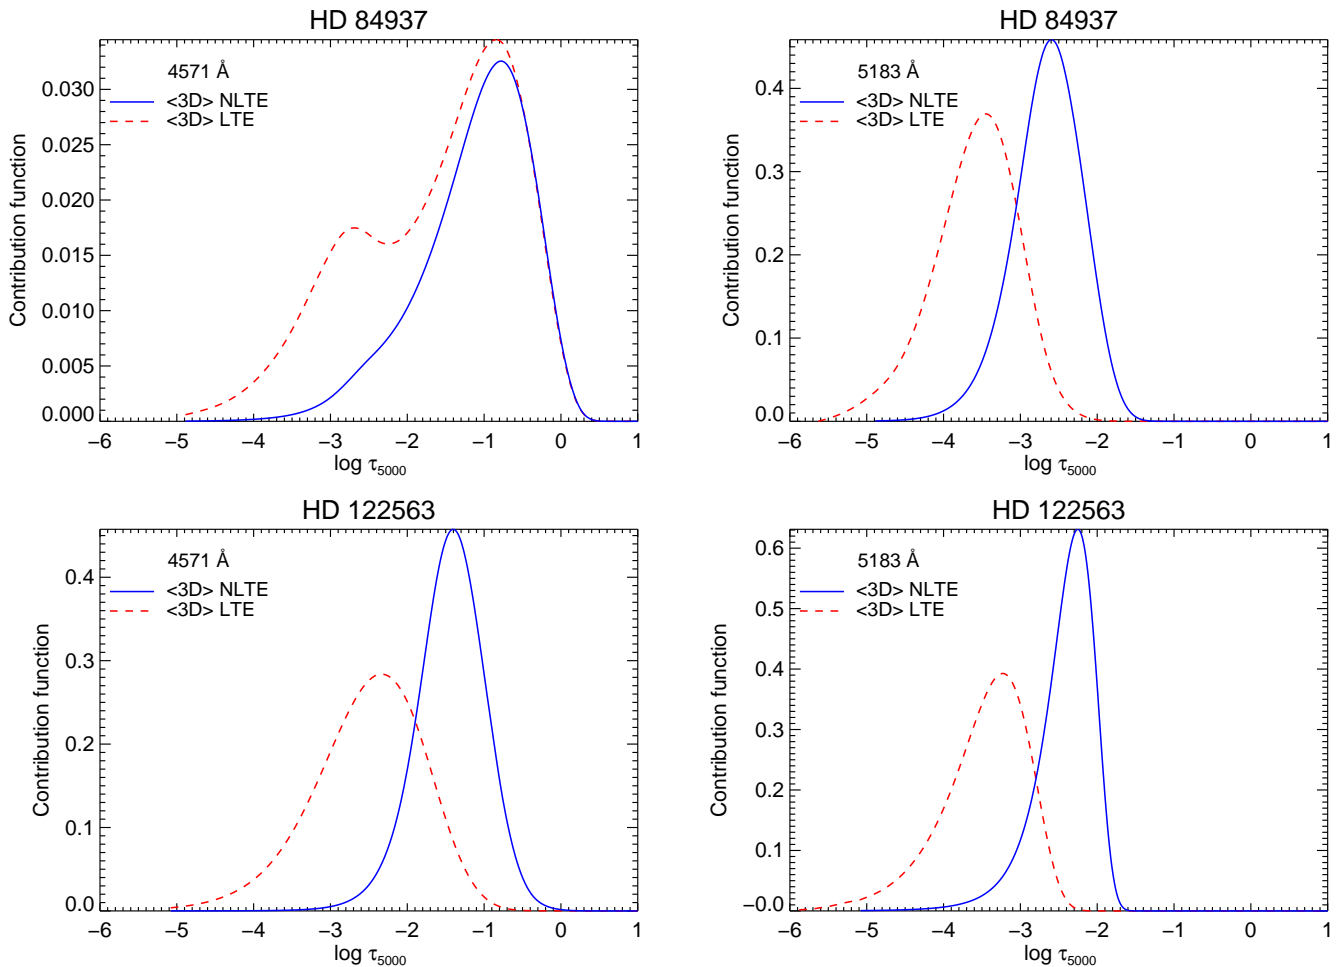 HD 84937
4571 Å
<3D> NLTE
<3D> LTE
Contribution function
0.030
0.025
0.020
0.015
0.010
0.005
0.000
−6 −5 −4 −3 −2 −1 0 1
log τ5000
HD 84937
5183 Å
<3D> NLTE
<3D> LTE
Contribution function
0.4
0.3
0.2
0.1
0.0
−6 −5 −4 −3 −2 −1 0 1
log τ5000
HD 122563
4571 Å
<3D> NLTE
<3D> LTE
Contribution function
0.4
0.3
0.2
0.1
0.0
−6 −5 −4 −3 −2 −1 0 1
log τ5000
HD 122563
5183 Å
<3D> NLTE
<3D> LTE
Contribution function
0.6
0.5
0.4
0.3
0.2
0.1
−0.0
−6 −5 −4 −3 −2 −1 0 1
log τ5000